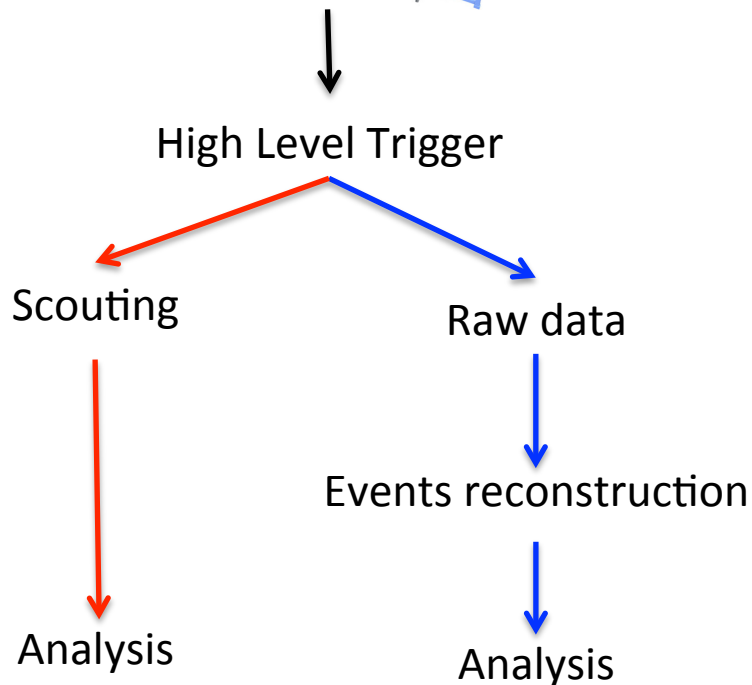 High Level Trigger
Scouting
Raw data
Events reconstruction
Analysis
Analysis